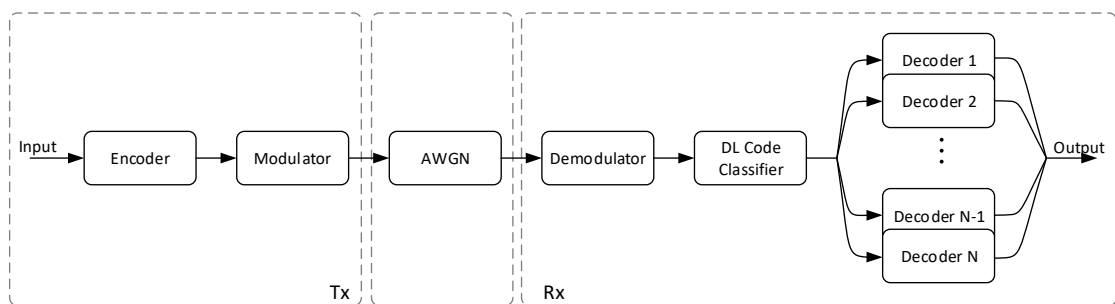 Input
Encoder
Modulator
Tx
AWGN
Demodulator
DL Code
Classifier
Decoder 1
Decoder 2
Decoder N-1
Decoder N
Output
Rx